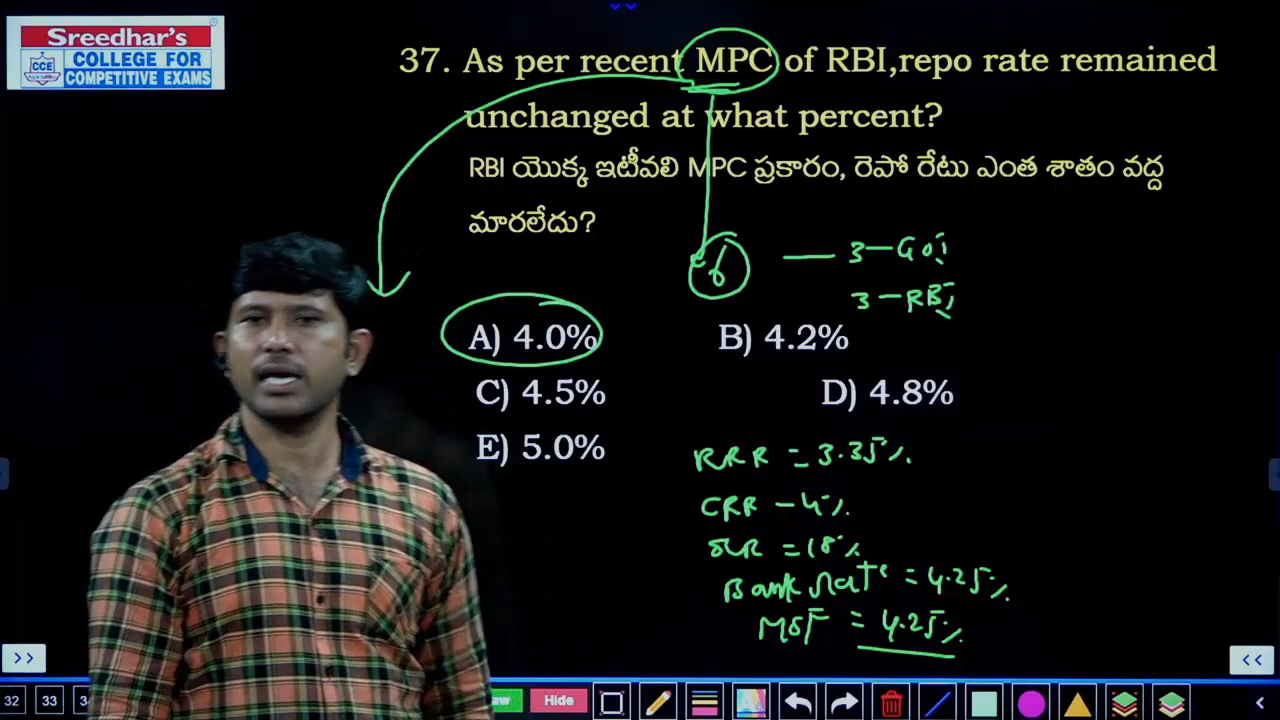 Sreedhar's
CCE
COLLEGE FOR
COMPETITIVE EXAMS
37. As per recent MPC of RBI,repo rate remained
unchanged at what percent?
RBI యొక్క ఇటీవలి MPC ప్రకారం, రెపో రేటు ఎంత శాతం వద్ద
మారలేదు?
6 — 3 - GOI
3 - RBI
A) 4.0% B) 4.2%
C) 4.5% D) 4.8%
E) 5.0%
RRR = 3.35%
CRR - 4%
SLR = 18%
Bank Rate = 4.25%
MSF = 4.25%
>> <<
32 33 Hide